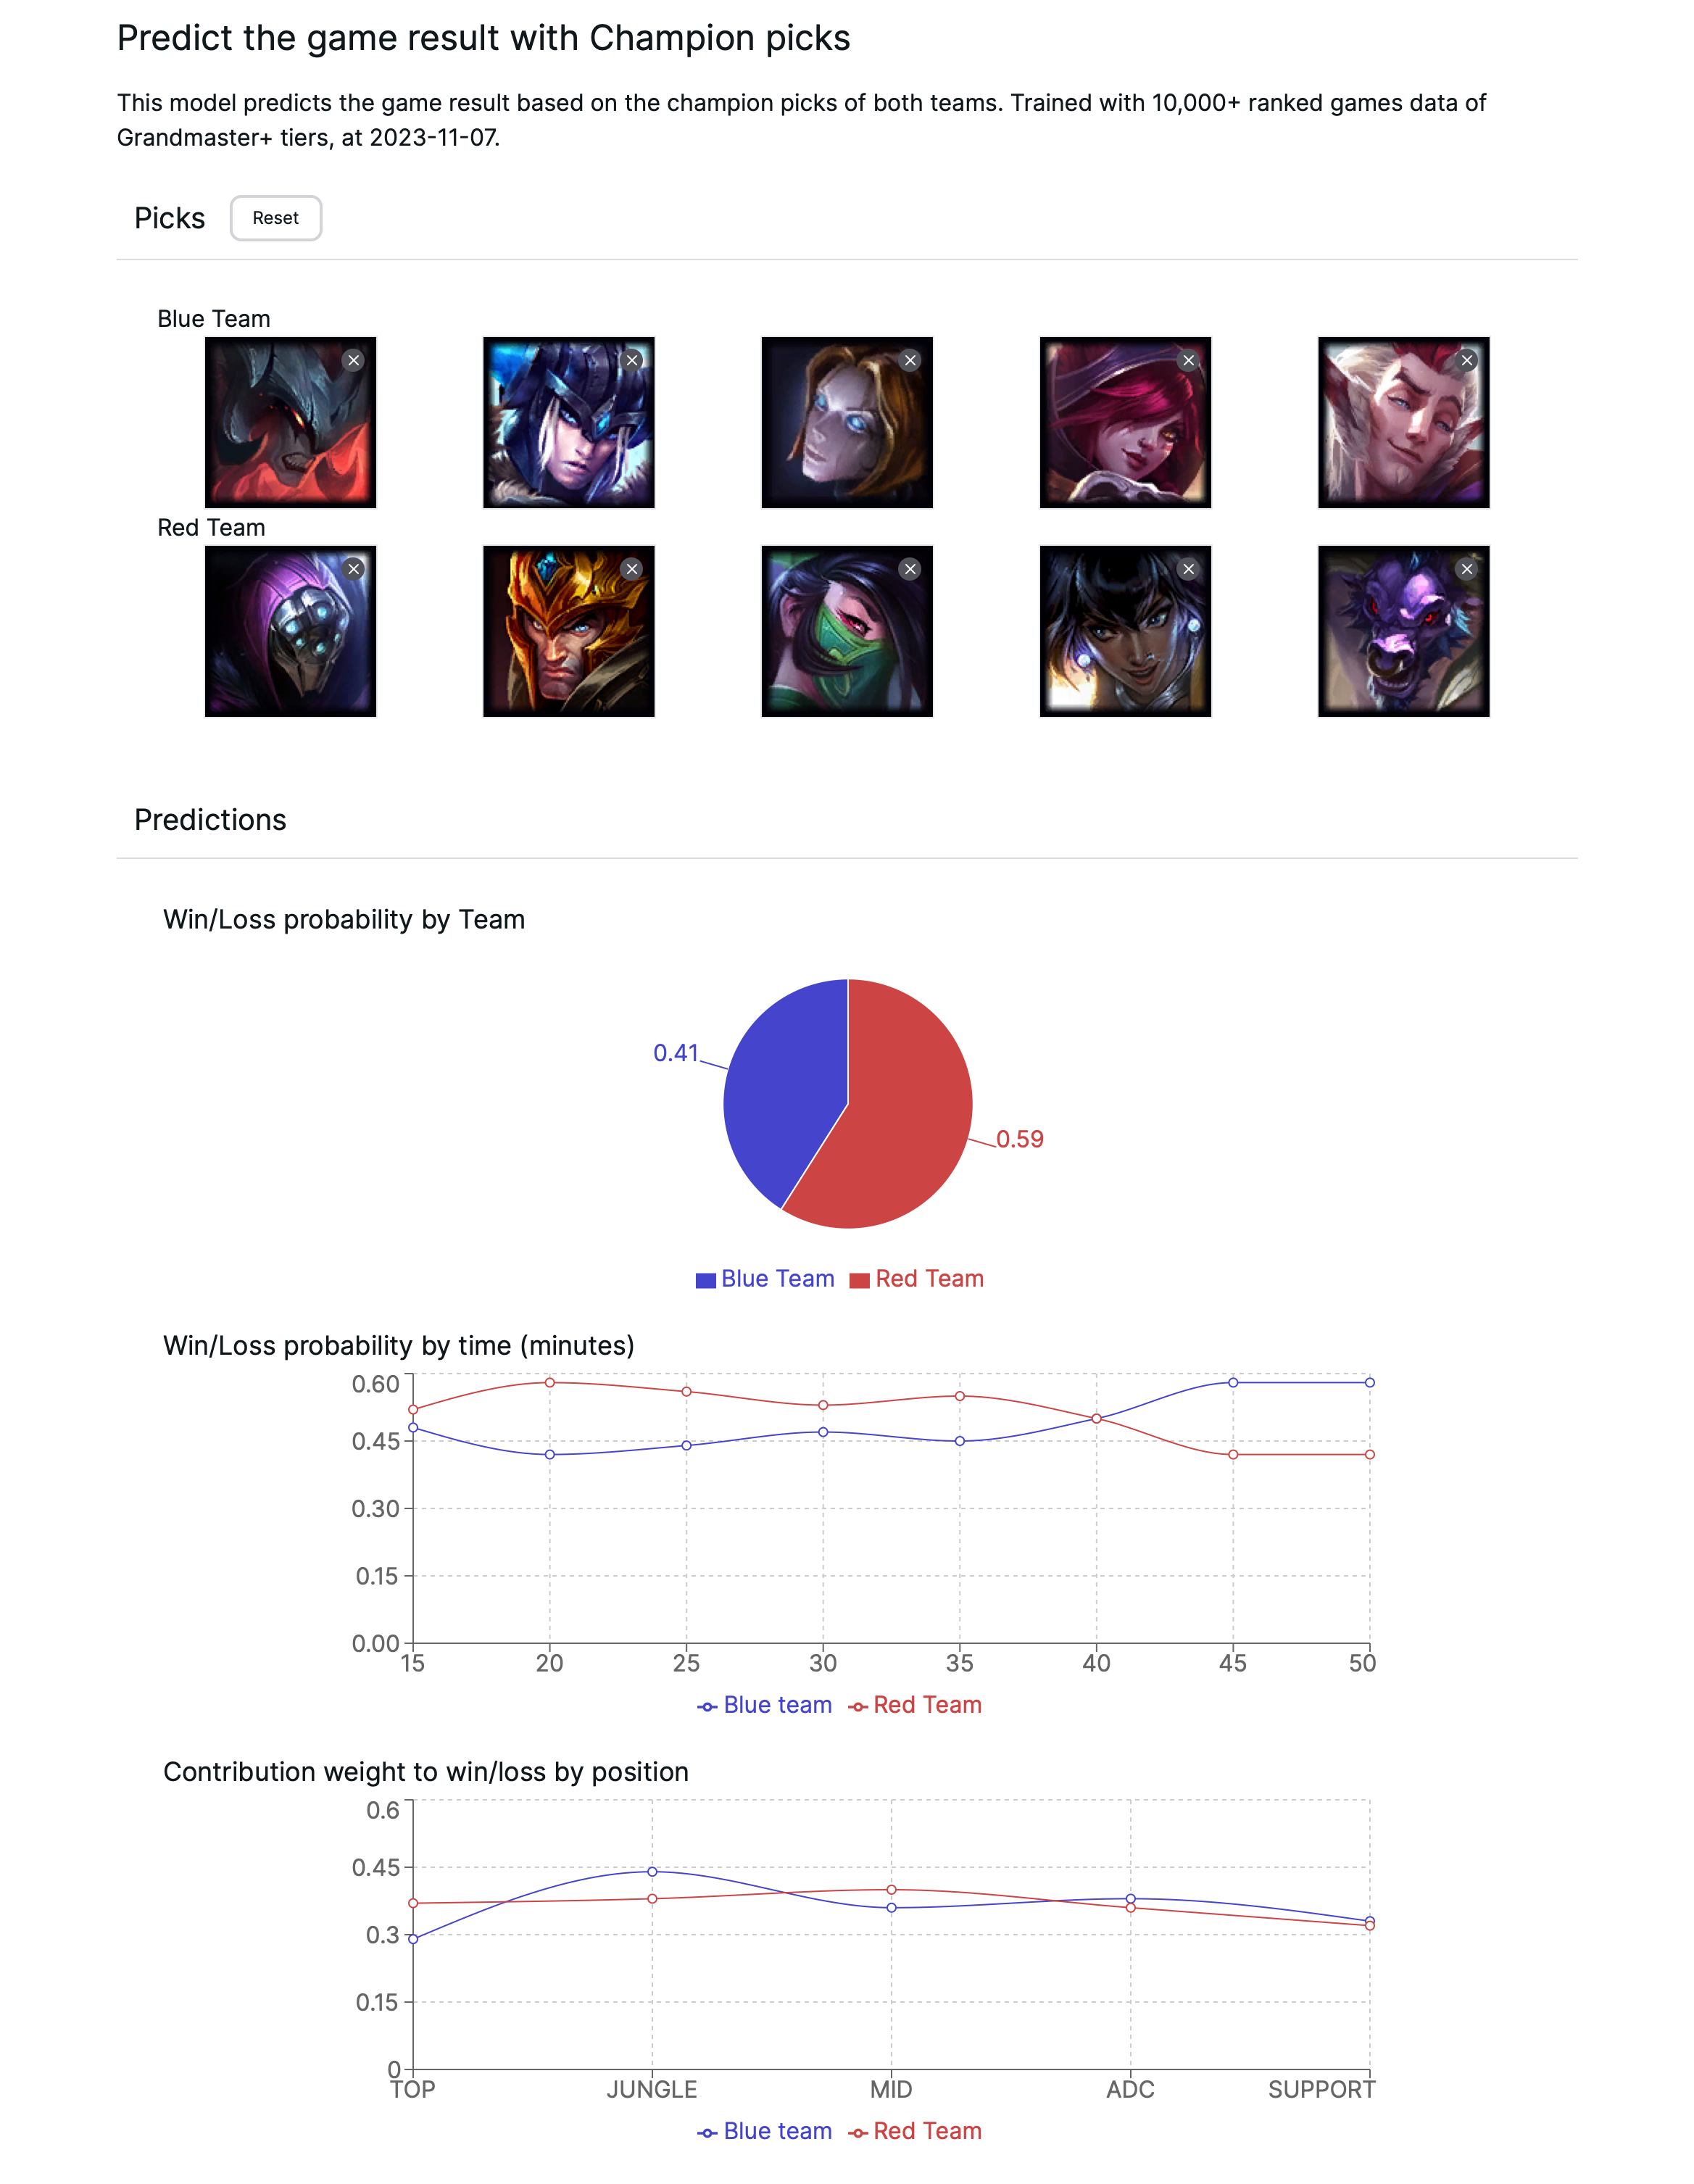 Predict the game result with Champion picks
This model predicts the game result based on the champion picks of both teams. Trained with 10,000+ ranked games data of
Grandmaster+ tiers, at 2023-11-07.
Picks Reset
Blue Team
Red Team
Predictions
Win/Loss probability by Team
0.41
0.59
Blue Team Red Team
Win/Loss probability by time (minutes)
0.60
0.45
0.30
0.15
0.00
15 20 25 30 35 40 45 50
Blue team Red Team
Contribution weight to win/loss by position
0.6
0.45
0.3
0.15
0
TOP JUNGLE MID ADC SUPPORT
Blue team Red Team